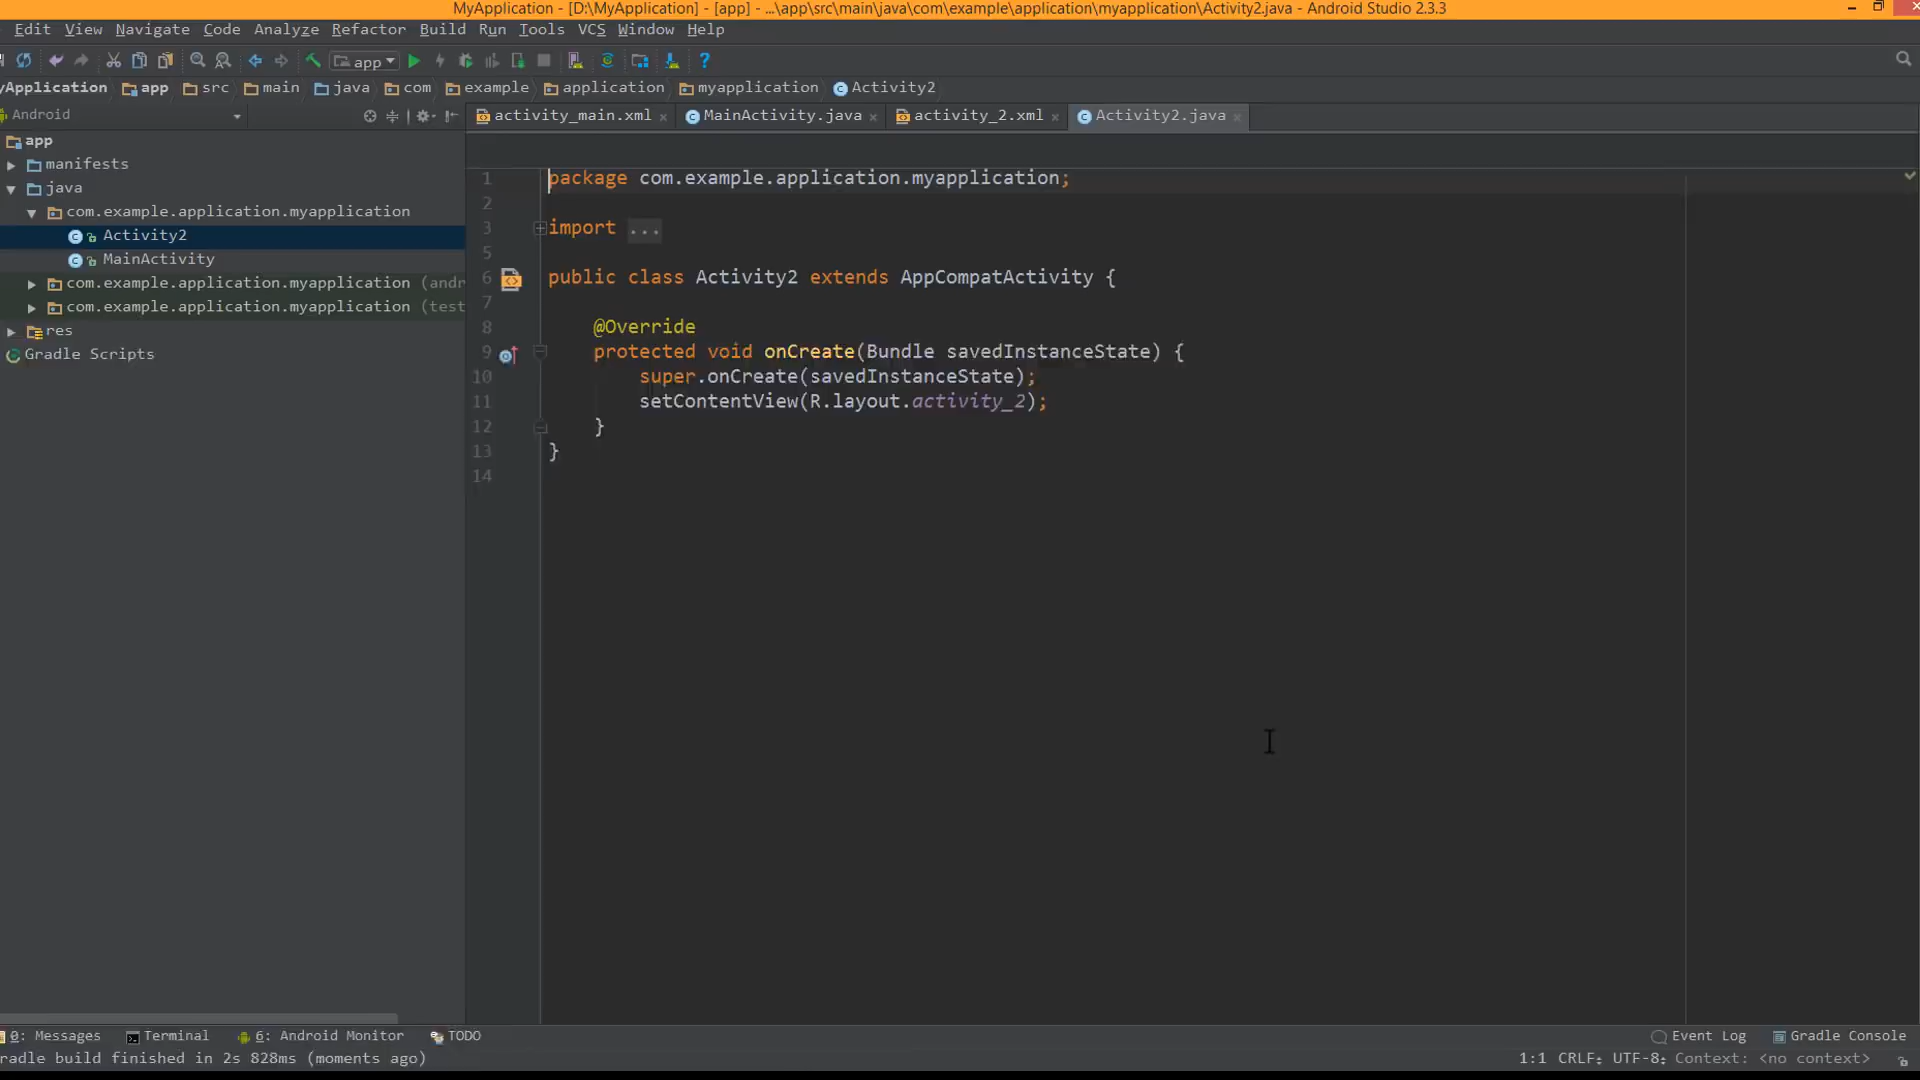 MyApplication - [D:\MyApplication] - [app] - ...\app\src\main\java\com\example\application\myapplication\Activity2.java - Android Studio 2.3.3
Edit View Navigate Code Analyze Refactor Build Run Tools VCS Window Help
app
yApplication app src main java com example application myapplication Activity2
Android
activity_main.xml MainActivity.java activity_2.xml Activity2.java
app
manifests
java
com.example.application.myapplication
Activity2
MainActivity
com.example.application.myapplication (andr
com.example.application.myapplication (test
res
Gradle Scripts
1 package com.example.application.myapplication;
2
3 import ...
5
6 public class Activity2 extends AppCompatActivity {
7
8 @Override
9 protected void onCreate(Bundle savedInstanceState) {
10 super.onCreate(savedInstanceState);
11 setContentView(R.layout.activity_2);
12 }
13 }
14
0: Messages Terminal 6: Android Monitor TODO Event Log Gradle Console
radle build finished in 2s 828ms (moments ago) 1:1 CRLF: UTF-8: Context: <no context>